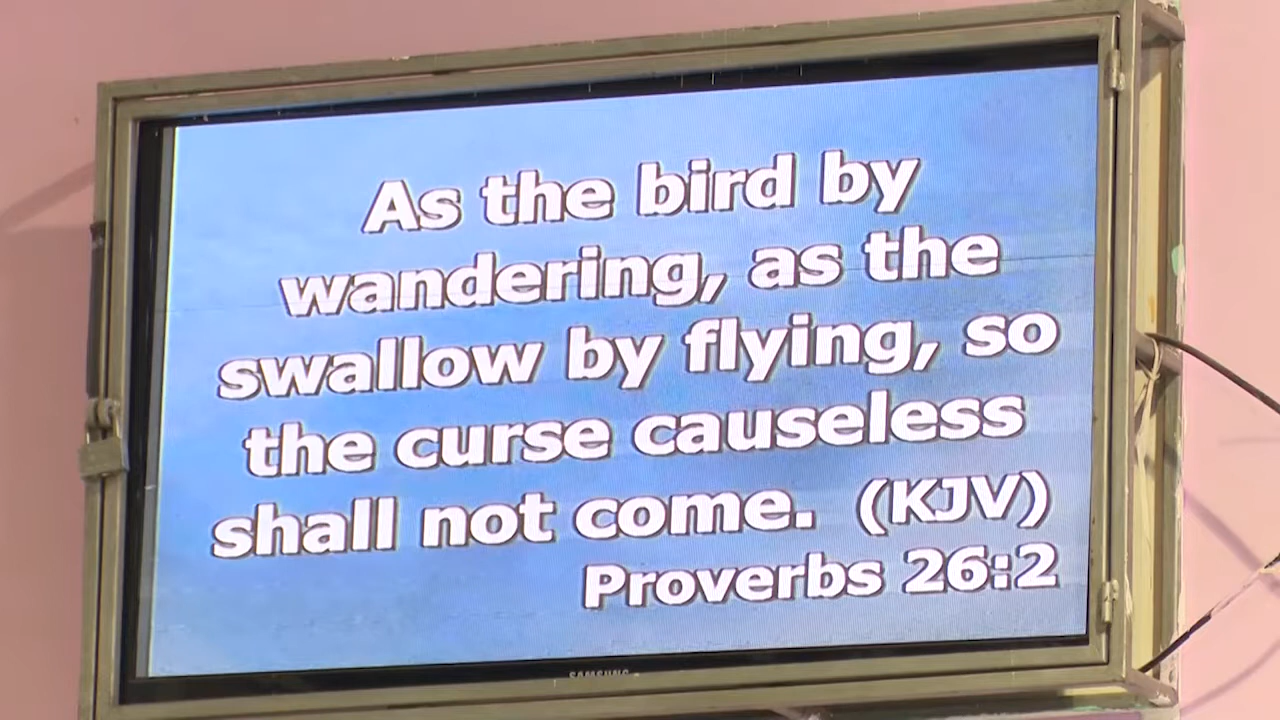 As the bird by
wandering, as the
swallow by flying, so
the curse causeless
shall not come. (KJV)
Proverbs 26:2
SAMSUNG